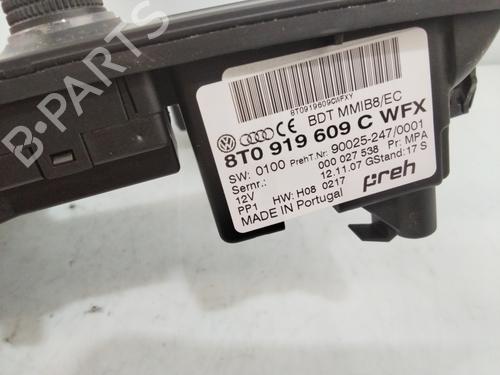 8T0919609CWFXY
CE BDT MMIB8/EC
8T0 919 609 C WFX
SW: 0100 PrehT.Nr: 90025-247/0001
Sernr.: 000 027 538 Pr: MPA
12V 12.11.07 GStand: 17 S
PP1 HW: H08 0217
MADE IN Portugal
preh
B-PARTS